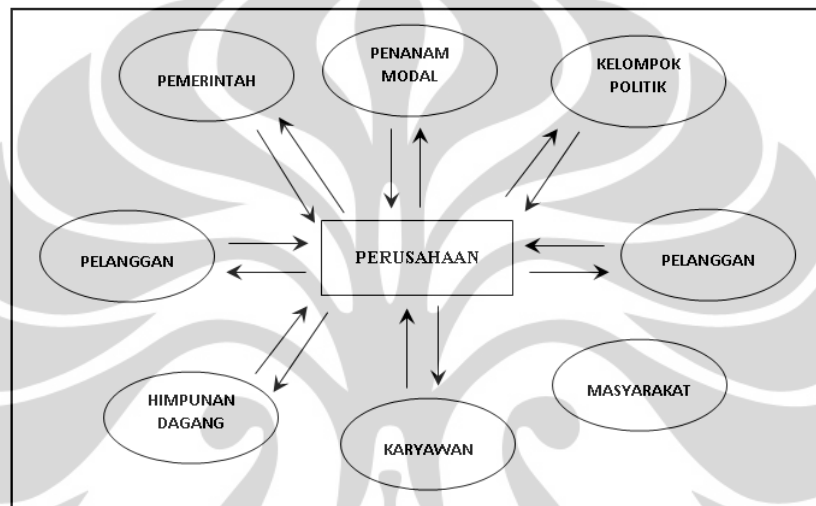 PEMERINTAH
PENANAM
MODAL
KELOMPOK
POLITIK
PELANGGAN
PERUSAHAAN
PELANGGAN
HIMPUNAN
DAGANG
KARYAWAN
MASYARAKAT